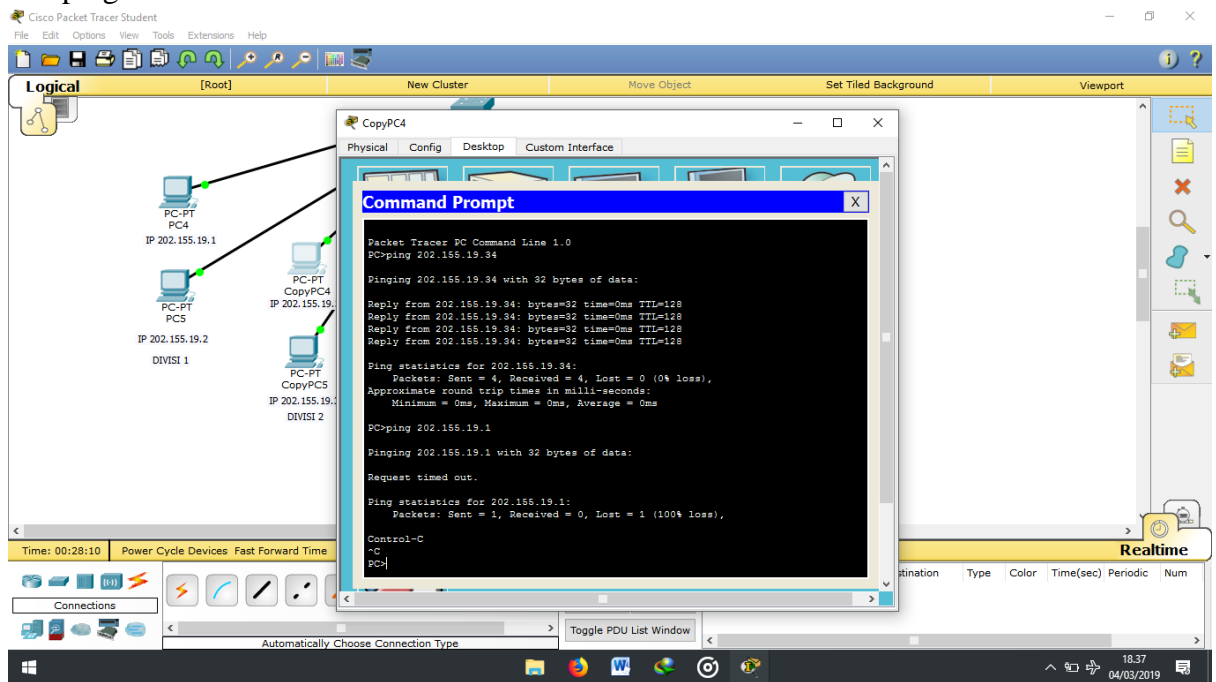 Cisco Packet Tracer Student
File Edit Options View Tools Extensions Help
Logical [Root] New Cluster Move Object Set Tiled Background Viewport
CopyPC4
Physical Config Desktop Custom Interface
Command Prompt X
Packet Tracer PC Command Line 1.0
PC>ping 202.155.19.34
Pinging 202.155.19.34 with 32 bytes of data:
Reply from 202.155.19.34: bytes=32 time=0ms TTL=128
Reply from 202.155.19.34: bytes=32 time=0ms TTL=128
Reply from 202.155.19.34: bytes=32 time=0ms TTL=128
Reply from 202.155.19.34: bytes=32 time=0ms TTL=128
Ping statistics for 202.155.19.34:
Packets: Sent = 4, Received = 4, Lost = 0 (0% loss),
Approximate round trip times in milli-seconds:
Minimum = 0ms, Maximum = 0ms, Average = 0ms
PC>ping 202.155.19.1
Pinging 202.155.19.1 with 32 bytes of data:
Request timed out.
Ping statistics for 202.155.19.1:
Packets: Sent = 1, Received = 0, Lost = 1 (100% loss),
Control-C
^C
PC>
PC-PT
PC4
IP 202.155.19.1
PC-PT
CopyPC4
IP 202.155.19.
PC-PT
PC5
IP 202.155.19.2
DIVISI 1
PC-PT
CopyPC5
IP 202.155.19.
DIVISI 2
Time: 00:28:10 Power Cycle Devices Fast Forward Time Realtime
Connections
Automatically Choose Connection Type
Toggle PDU List Window
stination Type Color Time(sec) Periodic Num
18.37
04/03/2019